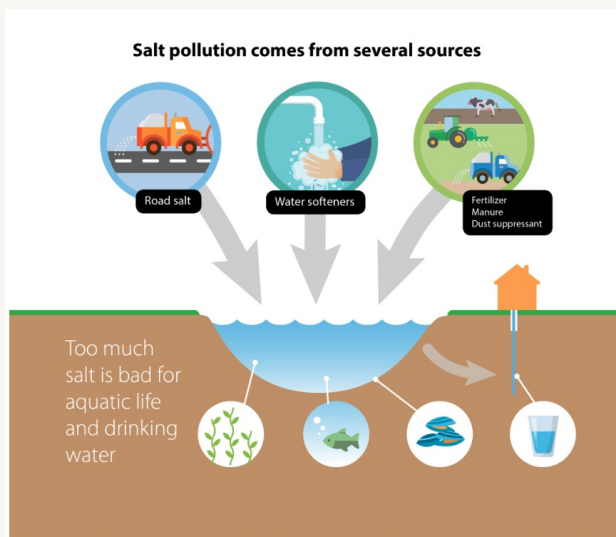 Salt pollution comes from several sources
Road salt
Water softeners
Fertilizer
Manure
Dust suppressant
Too much
salt is bad for
aquatic life
and drinking
water